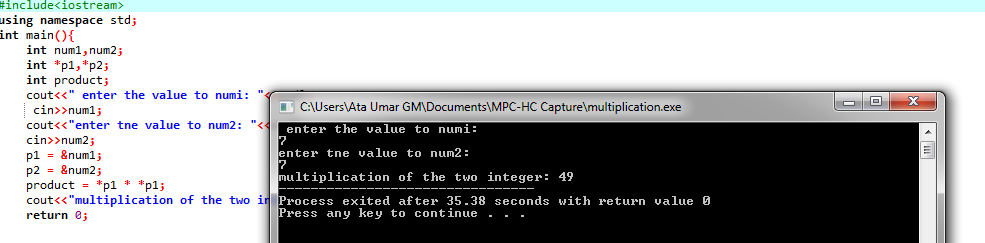 #include<iostream>
using namespace std;
int main(){
int num1,num2;
int *p1,*p2;
int product;
cout<<" enter the value to numi: "<
cin>>num1;
cout<<"enter tne value to num2: "<<
cin>>num2;
p1 = &num1;
p2 = &num2;
product = *p1 * *p1;
cout<<"multiplication of the two in
return 0;
C:\Users\Ata Umar GM\Documents\MPC-HC Capture\multiplication.exe
enter the value to numi:
7
enter tne value to num2:
7
multiplication of the two integer: 49
--------------------------------
Process exited after 35.38 seconds with return value 0
Press any key to continue . . .